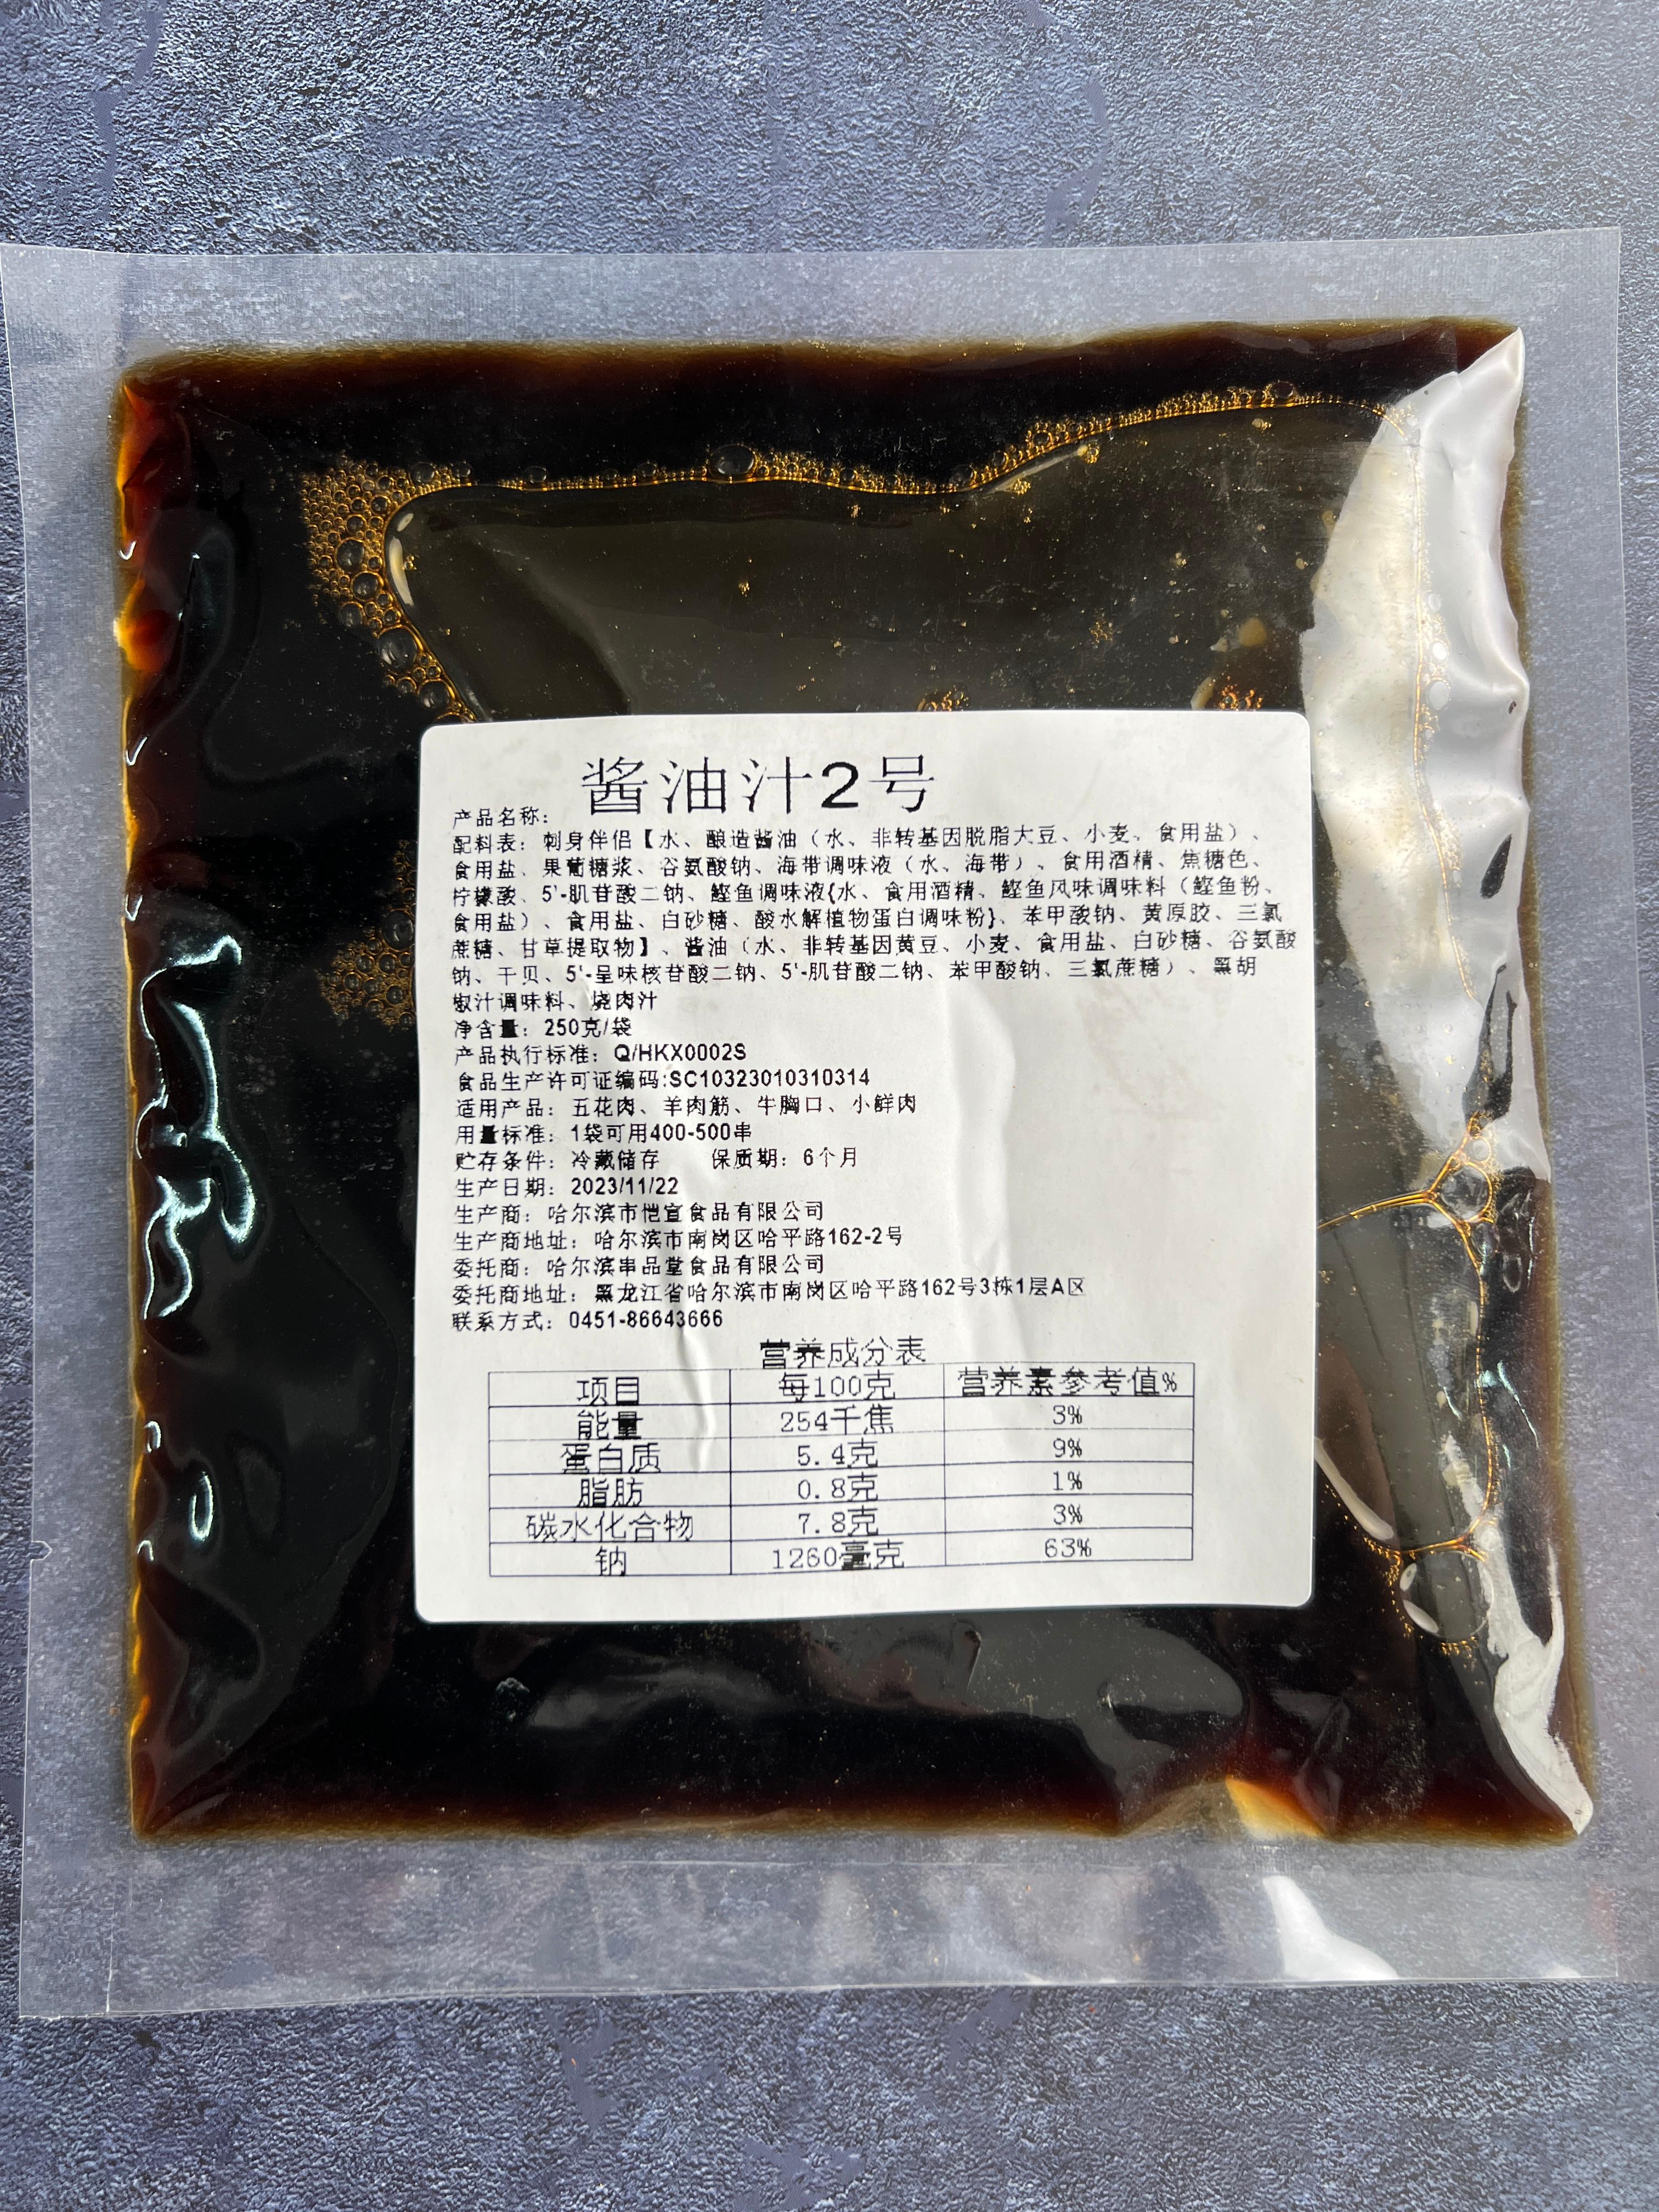 酱油汁2号
产品名称：
配料表：刺身伴侣【水、酿造酱油（水、非转基因脱脂大豆、小麦、食用盐）、
食用盐、果葡糖浆、谷氨酸钠、海带调味液（水、海带）、食用酒精、焦糖色、
柠檬酸、5'-肌苷酸二钠、鲣鱼调味液{水、食用酒精、鲣鱼风味调味料（鲣鱼粉、
食用盐）、食用盐、白砂糖、酸水解植物蛋白调味粉}、苯甲酸钠、黄原胶、三氯
蔗糖、甘草提取物】、酱油（水、非转基因黄豆、小麦、食用盐、白砂糖、谷氨酸
钠、干贝、5'-呈味核苷酸二钠、5'-肌苷酸二钠、苯甲酸钠、三氯蔗糖）、黑胡
椒汁调味料、烧肉汁
净含量：250克/袋
产品执行标准：Q/HKX0002S
食品生产许可证编码:SC10323010310314
适用产品：五花肉、羊肉筋、牛胸口、小鲜肉
用量标准：1袋可用400-500串
贮存条件：冷藏储存 保质期：6个月
生产日期：2023/11/22
生产商：哈尔滨市恺宣食品有限公司
生产商地址：哈尔滨市南岗区哈平路162-2号
委托商：哈尔滨串品堂食品有限公司
委托商地址：黑龙江省哈尔滨市南岗区哈平路162号3栋1层A区
联系方式：0451-86643666
营养成分表
项目 每100克 营养素参考值%
能量 254千焦 3%
蛋白质 5.4克 9%
脂肪 0.8克 1%
碳水化合物 7.8克 3%
钠 1260毫克 63%